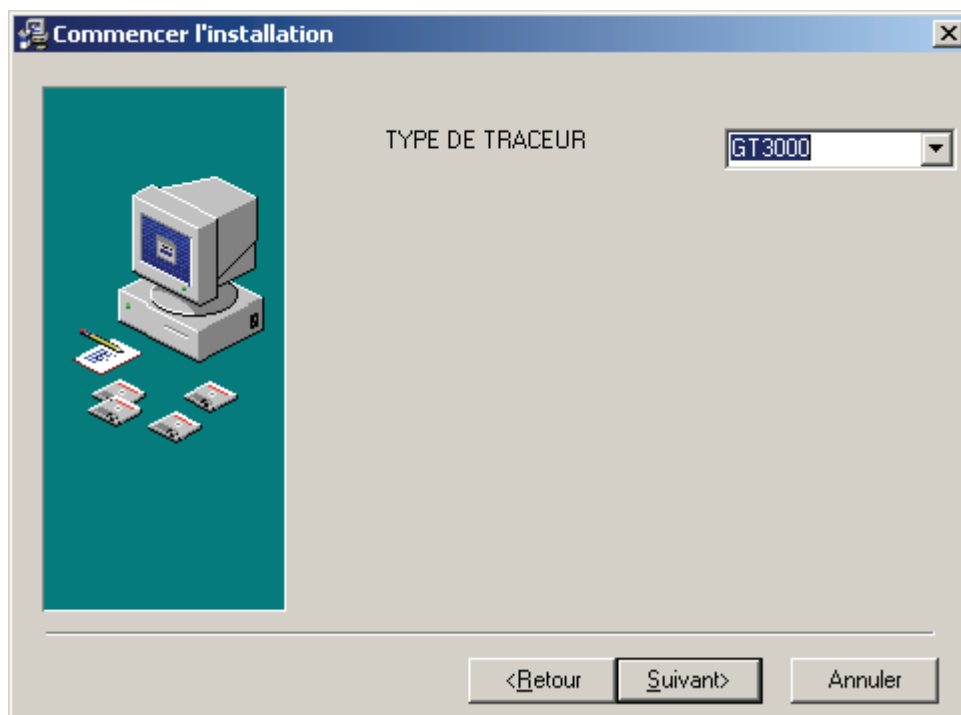 Commencer l'installation
TYPE DE TRACEUR
GT3000
<Retour
Suivant>
Annuler